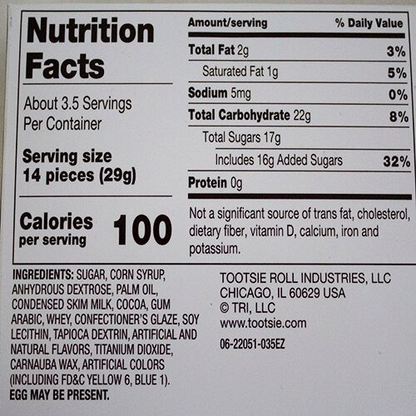 Nutrition
Facts
About 3.5 Servings
Per Container
Serving size
14 pieces (29g)
Calories
per serving
100
Amount/serving % Daily Value
Total Fat 2g 3%
Saturated Fat 1g 5%
Sodium 5mg 0%
Total Carbohydrate 22g 8%
Total Sugars 17g
Includes 16g Added Sugars 32%
Protein 0g
Not a significant source of trans fat, cholesterol,
dietary fiber, vitamin D, calcium, iron and
potassium.
INGREDIENTS: SUGAR, CORN SYRUP,
ANHYDROUS DEXTROSE, PALM OIL,
CONDENSED SKIM MILK, COCOA, GUM
ARABIC, WHEY, CONFECTIONER'S GLAZE, SOY
LECITHIN, TAPIOCA DEXTRIN, ARTIFICIAL AND
NATURAL FLAVORS, TITANIUM DIOXIDE,
CARNAUBA WAX, ARTIFICIAL COLORS
(INCLUDING FD&C YELLOW 6, BLUE 1).
EGG MAY BE PRESENT.
TOOTSIE ROLL INDUSTRIES, LLC
CHICAGO, IL 60629 USA
© TRI, LLC
www.tootsie.com
06-22051-035EZ